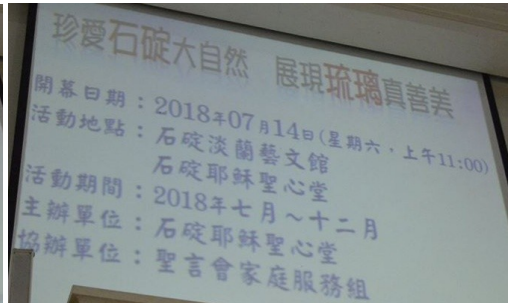 珍愛石碇大自然 展現琉璃真善美
開幕日期：2018年07月14日(星期六．上午11:00)
活動地點：石碇淡蘭藝文館
石碇耶穌聖心堂
活動期間：2018年七月～十二月
主辦單位：石碇耶穌聖心堂
協辦單位：聖言會家庭服務組